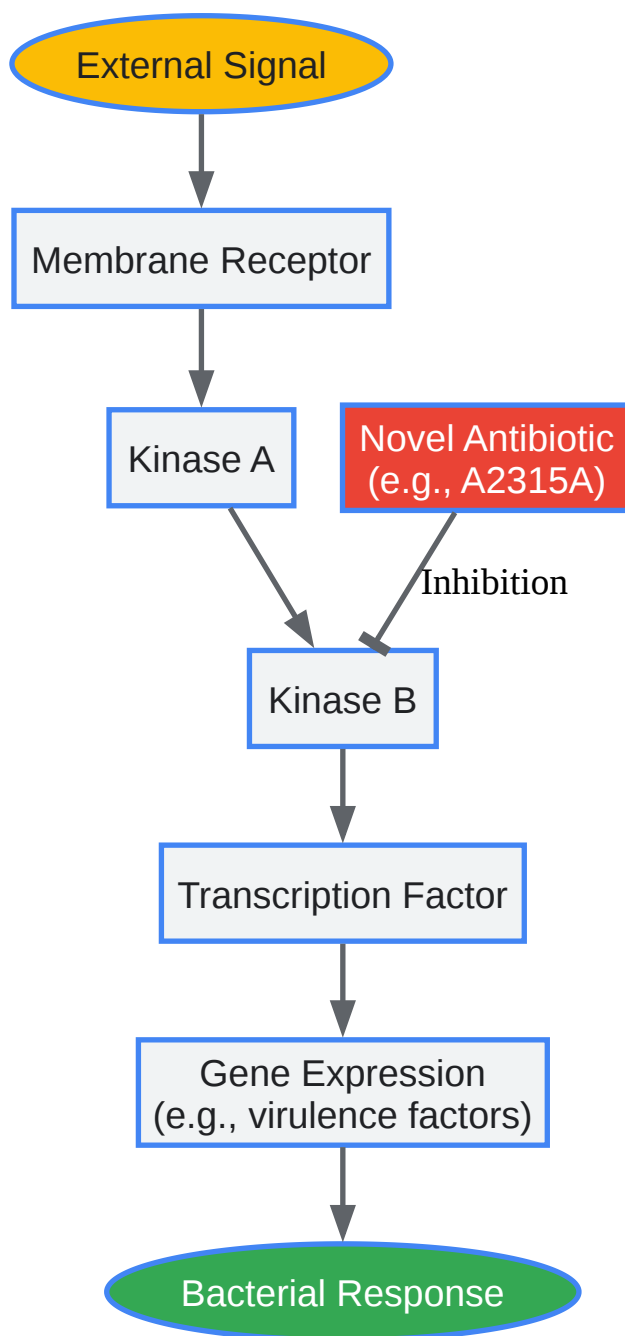 External Signal
Membrane Receptor
Kinase A
Novel Antibiotic
(e.g., A2315A)
Inhibition
Kinase B
Transcription Factor
Gene Expression
(e.g., virulence factors)
Bacterial Response